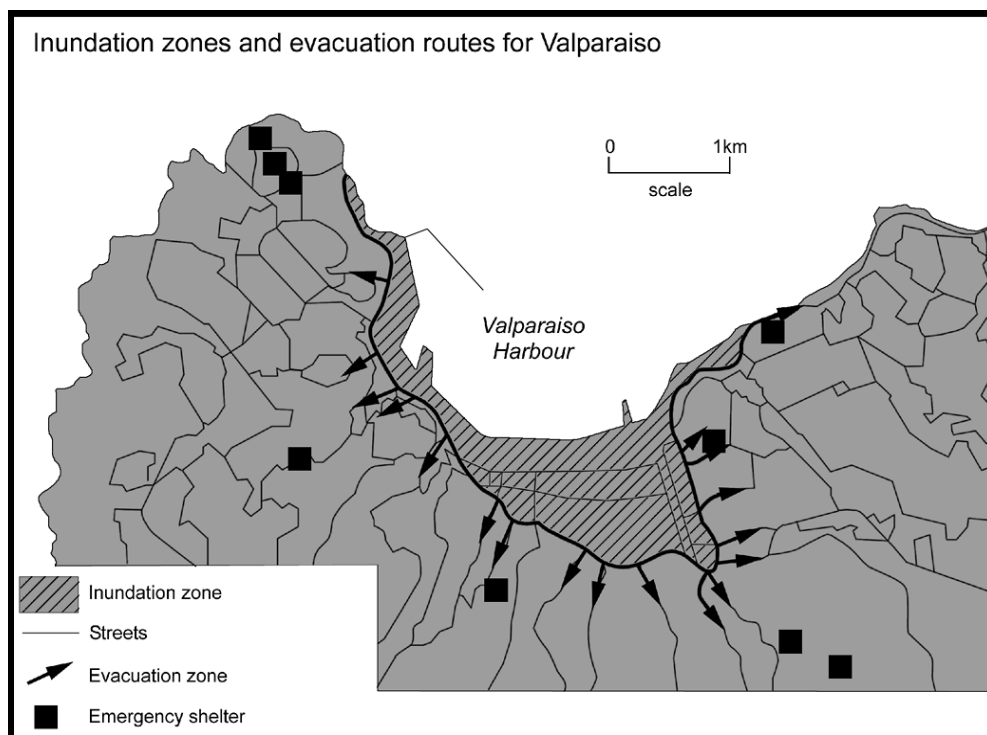 Inundation zones and evacuation routes for Valparaiso
0 1km
scale
Valparaiso
Harbour
Inundation zone
Streets
Evacuation zone
Emergency shelter